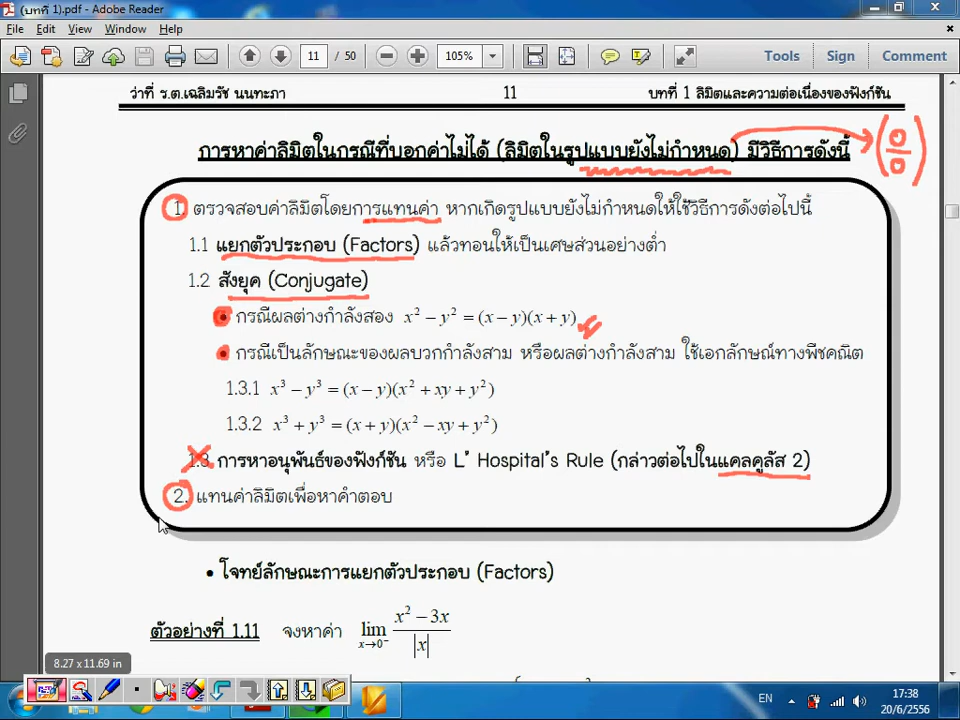 (บทที่ 1).pdf - Adobe Reader
File Edit View Window Help
11 / 50 105% Tools Sign Comment
ว่าที่ ร.ต.เฉลิมรัช นนทะภา 11 บทที่ 1 ลิมิตและความต่อเนื่องของฟังก์ชัน
การหาค่าลิมิตในกรณีที่บอกค่าไม่ได้ (ลิมิตในรูปแบบยังไม่กำหนด) มีวิธีการดังนี้ (0/0)
1. ตรวจสอบค่าลิมิตโดยการแทนค่า หากเกิดรูปแบบยังไม่กำหนดให้ใช้วิธีการดังต่อไปนี้
1.1 แยกตัวประกอบ (Factors) แล้วทอนให้เป็นเศษส่วนอย่างต่ำ
1.2 สังยุค (Conjugate)
• กรณีผลต่างกำลังสอง x² − y² = (x − y)(x + y)
• กรณีเป็นลักษณะของผลบวกกำลังสาม หรือผลต่างกำลังสาม ใช้เอกลักษณ์ทางพีชคณิต
1.3.1 x³ − y³ = (x − y)(x² + xy + y²)
1.3.2 x³ + y³ = (x + y)(x² − xy + y²)
1.3 การหาอนุพันธ์ของฟังก์ชัน หรือ L' Hospital's Rule (กล่าวต่อไปในแคลคูลัส 2)
2. แทนค่าลิมิตเพื่อหาคำตอบ
• โจทย์ลักษณะการแยกตัวประกอบ (Factors)
ตัวอย่างที่ 1.11 จงหาค่า lim x→0⁻ (x² − 3x)/|x|
8.27 x 11.69 in
EN 17:38
20/6/2556